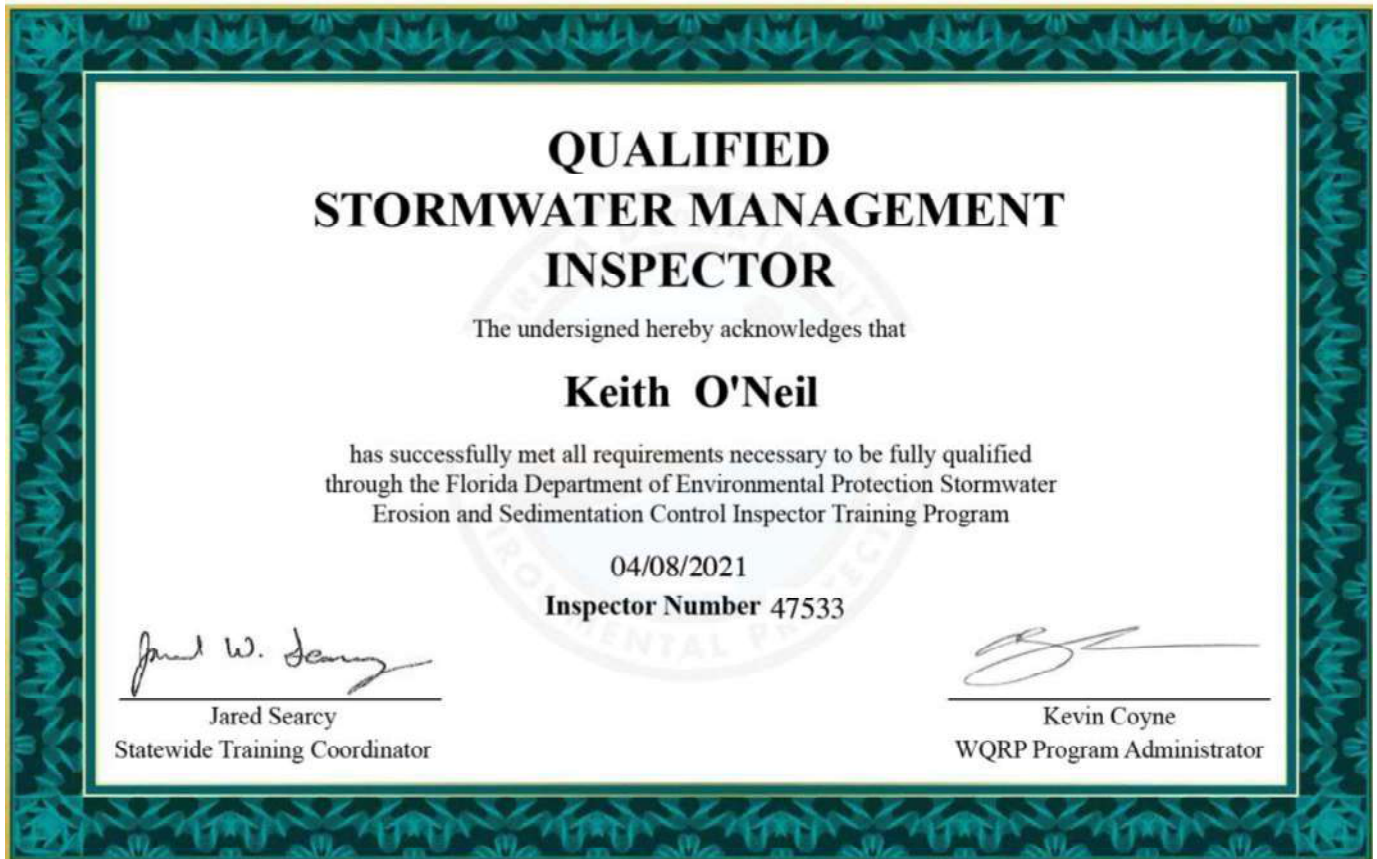 QUALIFIED
STORMWATER MANAGEMENT
INSPECTOR
The undersigned hereby acknowledges that
Keith O'Neil
has successfully met all requirements necessary to be fully qualified
through the Florida Department of Environmental Protection Stormwater
Erosion and Sedimentation Control Inspector Training Program
04/08/2021
Inspector Number 47533
Jared W. Searcy
Jared Searcy
Statewide Training Coordinator
Kevin Coyne
WQRP Program Administrator